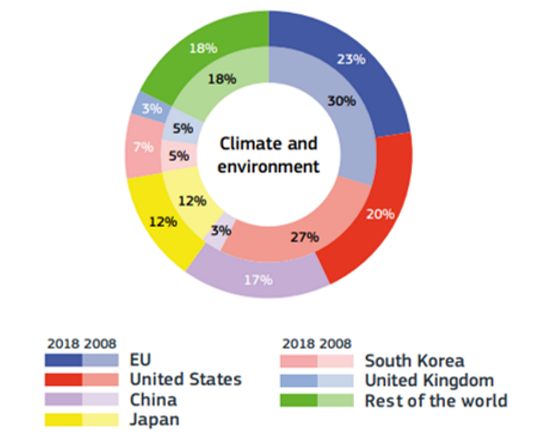 18%
23%
18%
30%
3%
5%
7%
5%
Climate and
environment
12%
12%
3%
27%
20%
17%
2018 2008
EU
United States
China
Japan
2018 2008
South Korea
United Kingdom
Rest of the world